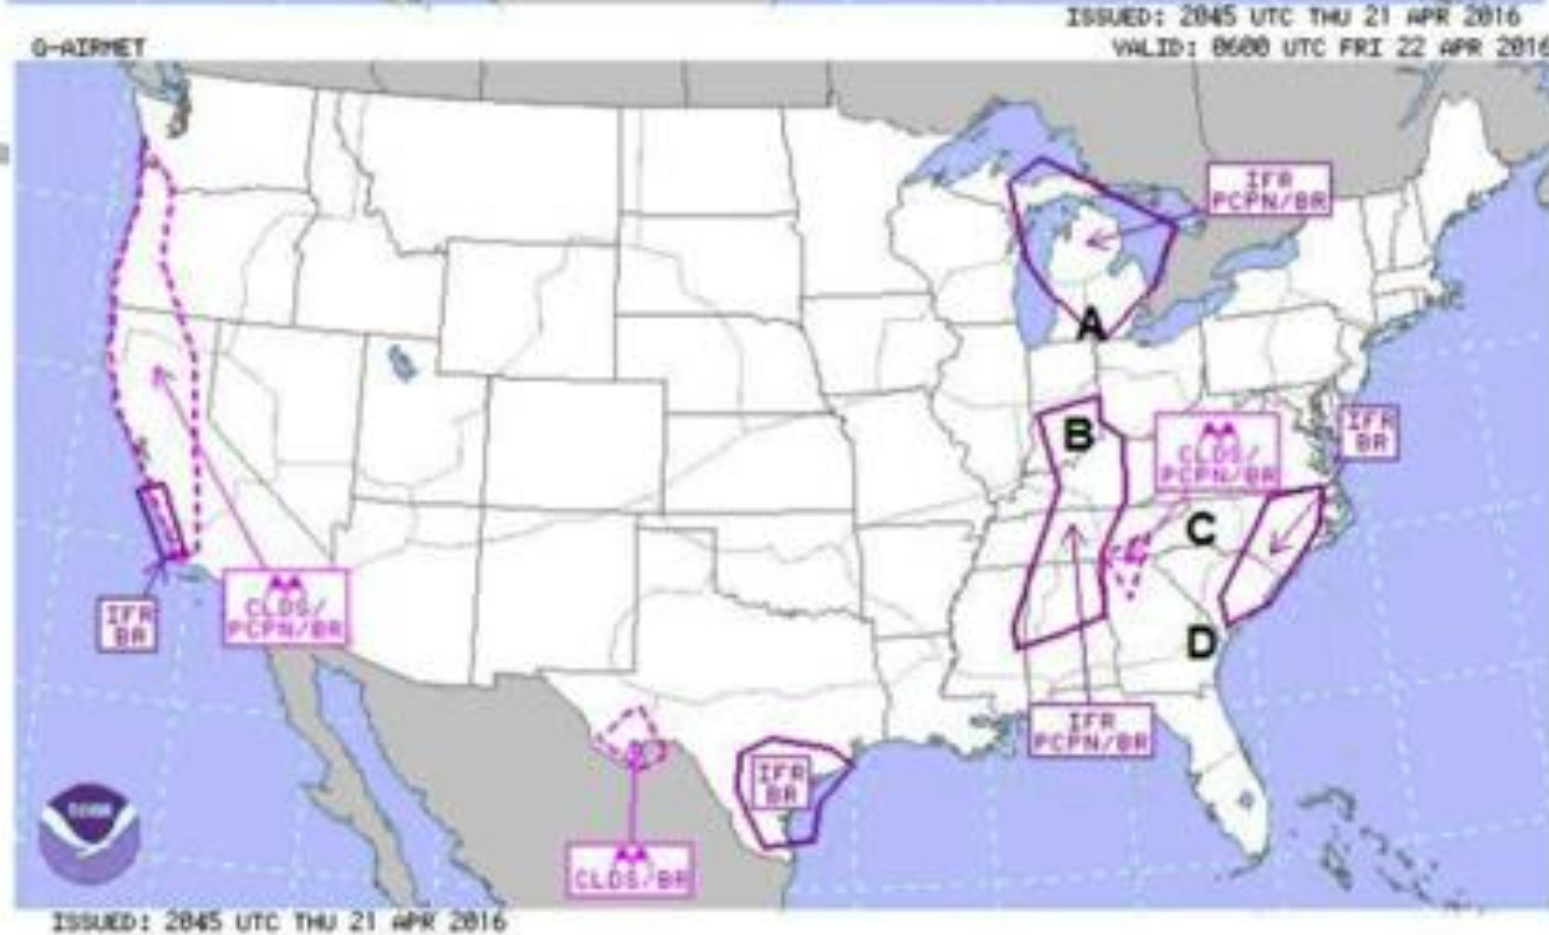 ISSUED: 2045 UTC THU 21 APR 2016
G-AIRMET
VALID: 0600 UTC FRI 22 APR 2016
IFR
PCPN/BR
A
B
IFR
BR
CLDS/
PCPN/BR
C
IFR
BR
CLDS/
PCPN/BR
D
IFR
PCPN/BR
IFR
BR
CLDS/BR
NOAA
ISSUED: 2045 UTC THU 21 APR 2016